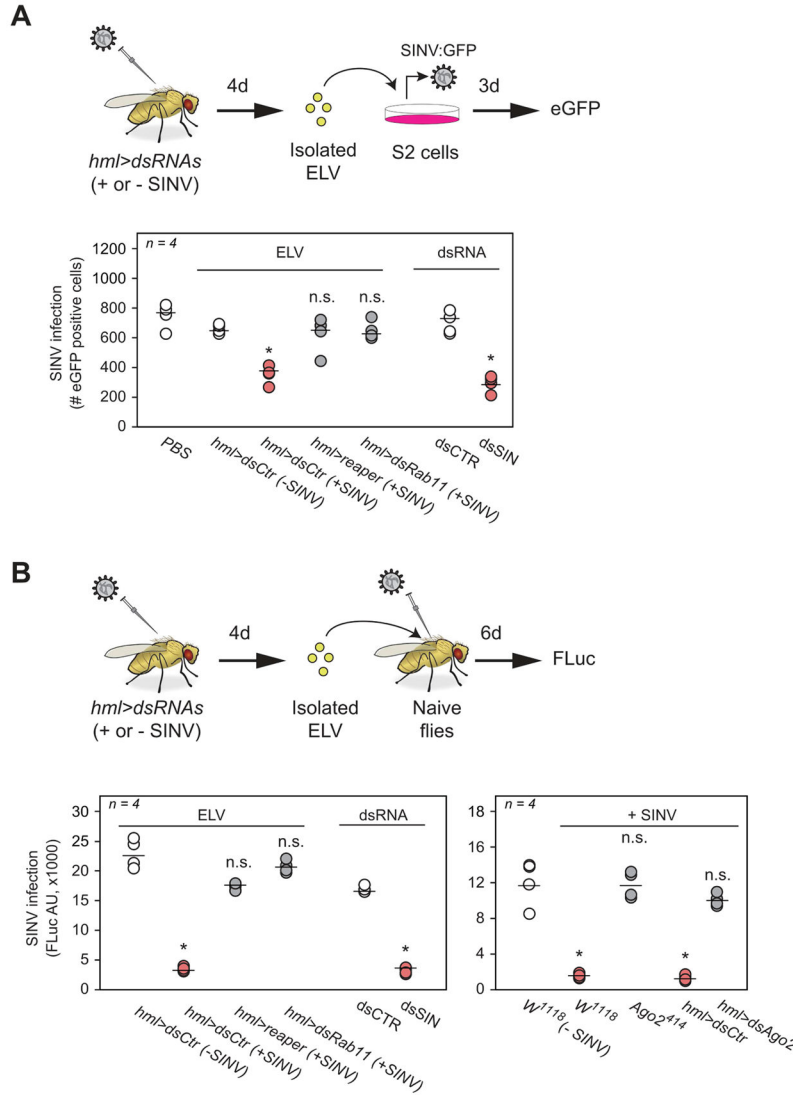 A
SINV:GFP
4d
3d
eGFP
Isolated
ELV
S2 cells
hml>dsRNAs
(+ or - SINV)
n = 4
ELV
dsRNA
SINV infection
(# eGFP positive cells)
1200
1000
800
600
400
200
0
n.s.
n.s.
*
*
PBS
hml>dsCtr (-SINV)
hml>dsCtr (+SINV)
hml>reaper (+SINV)
hml>dsRab11 (+SINV)
dsCTR
dsSIN
B
4d
6d
FLuc
hml>dsRNAs
(+ or - SINV)
Isolated
ELV
Naive
flies
n = 4
ELV
dsRNA
SINV infection
(FLuc AU, x1000)
30
25
20
15
10
5
0
n.s.
n.s.
*
*
hml>dsCtr (-SINV)
hml>dsCtr (+SINV)
hml>reaper (+SINV)
hml>dsRab11 (+SINV)
dsCTR
dsSIN
n = 4
+ SINV
18
16
12
8
4
2
0
n.s.
n.s.
*
*
W1118
(- SINV)
W1118
Ago2414
hml>dsCtr
hml>dsAgo2